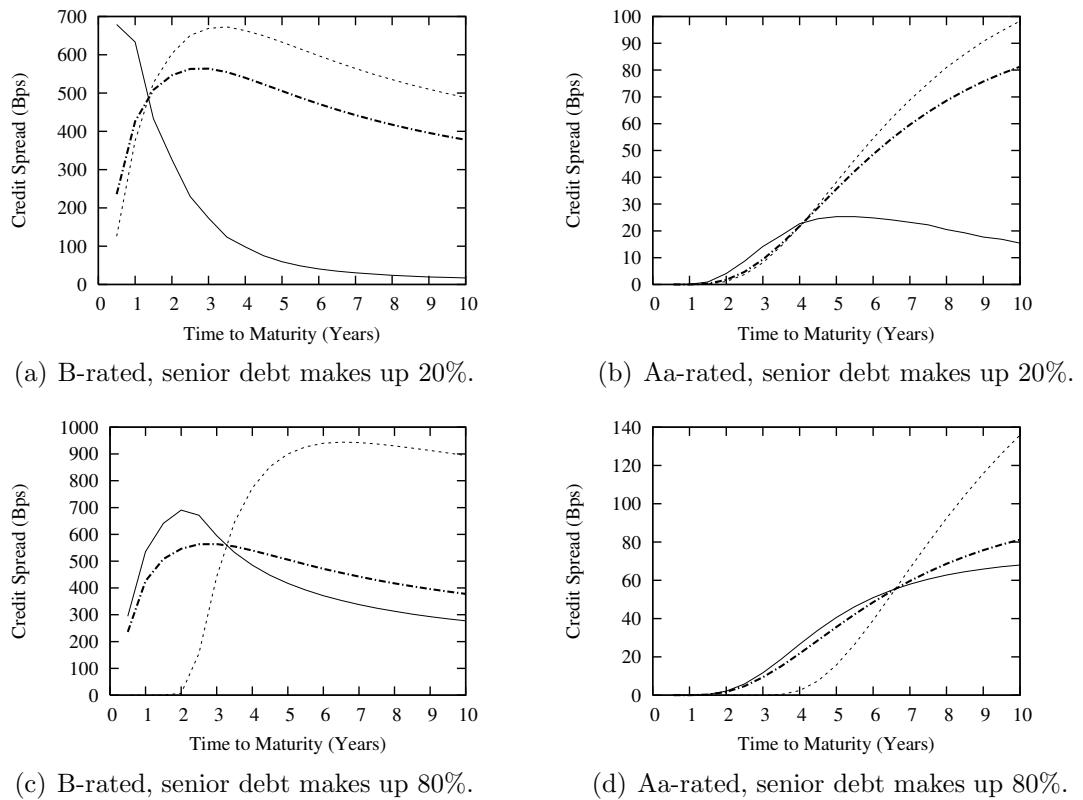 700
600
500
400
300
200
100
0
Credit Spread (Bps)
0 1 2 3 4 5 6 7 8 9 10
Time to Maturity (Years)
(a) B-rated, senior debt makes up 20%.
100
90
80
70
60
50
40
30
20
10
0
Credit Spread (Bps)
0 1 2 3 4 5 6 7 8 9 10
Time to Maturity (Years)
(b) Aa-rated, senior debt makes up 20%.
1000
900
800
700
600
500
400
300
200
100
0
Credit Spread (Bps)
0 1 2 3 4 5 6 7 8 9 10
Time to Maturity (Years)
(c) B-rated, senior debt makes up 80%.
140
120
100
80
60
40
20
0
Credit Spread (Bps)
0 1 2 3 4 5 6 7 8 9 10
Time to Maturity (Years)
(d) Aa-rated, senior debt makes up 80%.